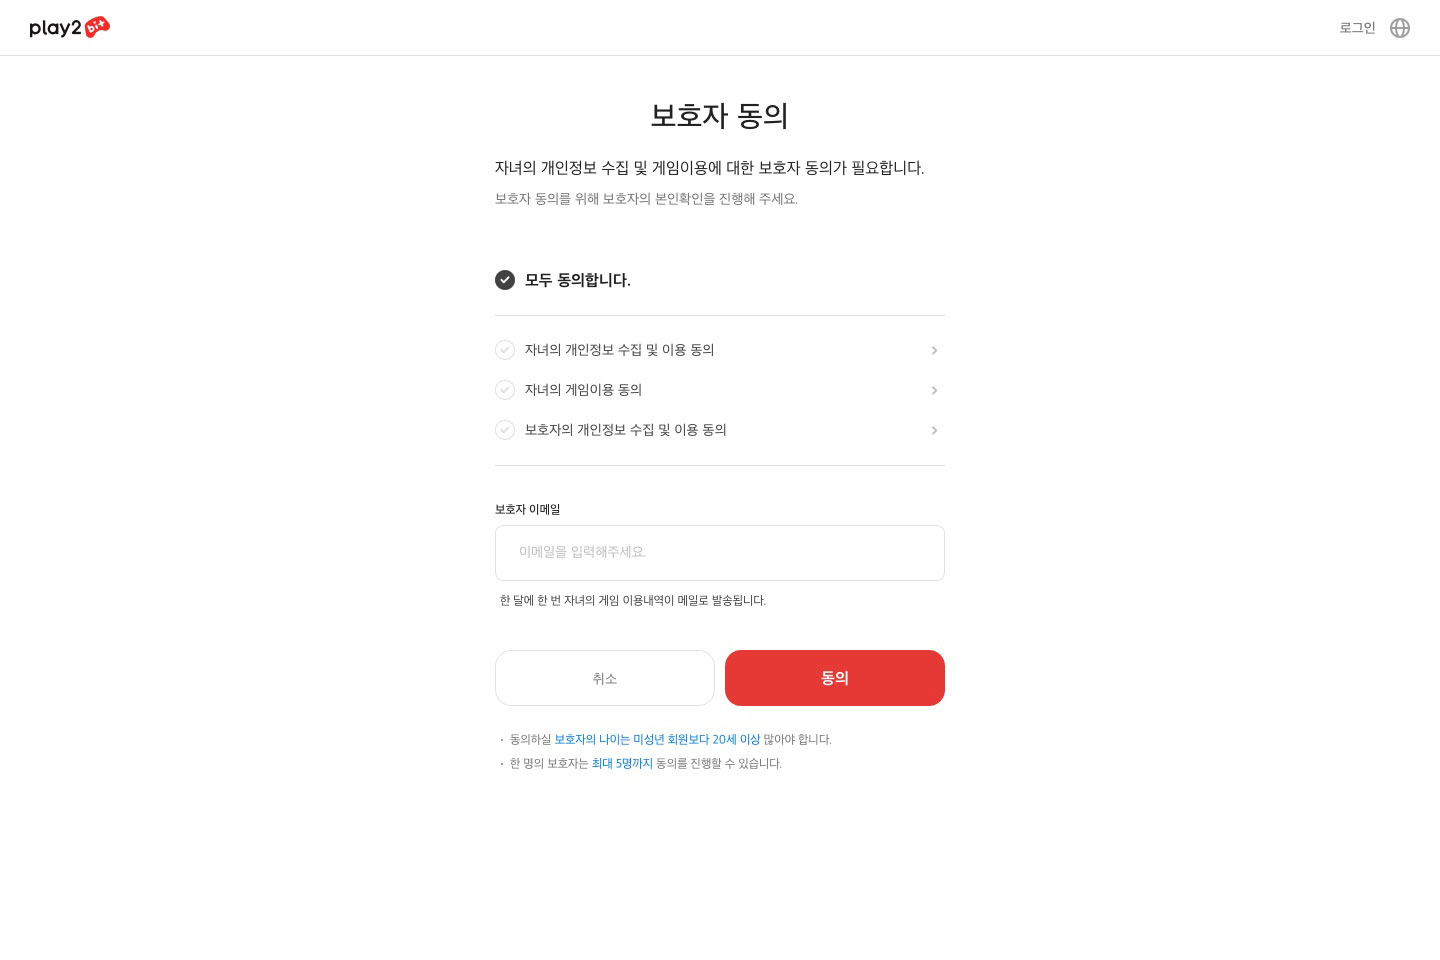 play2bit
로그인
보호자 동의
자녀의 개인정보 수집 및 게임이용에 대한 보호자 동의가 필요합니다.
보호자 동의를 위해 보호자의 본인확인을 진행해 주세요.
모두 동의합니다.
자녀의 개인정보 수집 및 이용 동의
자녀의 게임이용 동의
보호자의 개인정보 수집 및 이용 동의
보호자 이메일
이메일을 입력해주세요.
한 달에 한 번 자녀의 게임 이용내역이 메일로 발송됩니다.
취소
동의
· 동의하실 보호자의 나이는 미성년 회원보다 20세 이상 많아야 합니다.
· 한 명의 보호자는 최대 5명까지 동의를 진행할 수 있습니다.